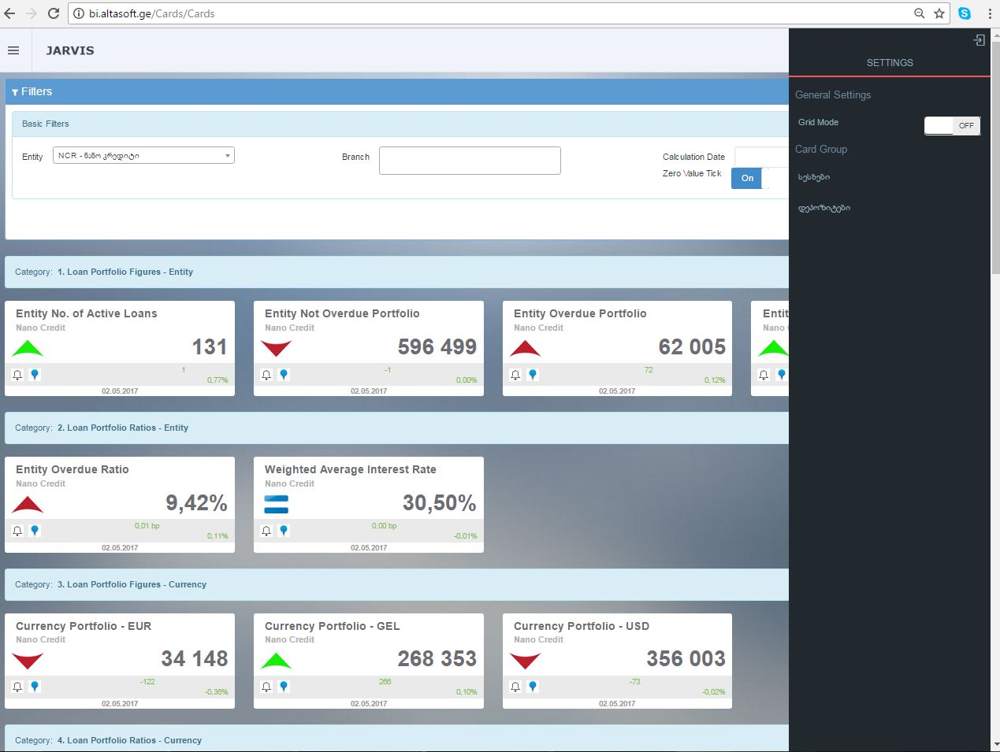 bi.altasoft.ge/Cards/Cards
JARVIS
Filters
Basic Filters
Entity
NCR - ნანო კრედიტი
Branch
Calculation Date
Zero Value Tick
On
Category: 1. Loan Portfolio Figures - Entity
Entity No. of Active Loans
Nano Credit
131
1
0,77%
02.05.2017
Entity Not Overdue Portfolio
Nano Credit
596 499
-1
0,00%
02.05.2017
Entity Overdue Portfolio
Nano Credit
62 005
72
0,12%
02.05.2017
Entit
Nano
Category: 2. Loan Portfolio Ratios - Entity
Entity Overdue Ratio
Nano Credit
9,42%
0,01 bp
0,11%
02.05.2017
Weighted Average Interest Rate
Nano Credit
30,50%
0,00 bp
-0,01%
02.05.2017
Category: 3. Loan Portfolio Figures - Currency
Currency Portfolio - EUR
Nano Credit
34 148
-122
-0,36%
02.05.2017
Currency Portfolio - GEL
Nano Credit
268 353
266
0,10%
02.05.2017
Currency Portfolio - USD
Nano Credit
356 003
-73
-0,02%
02.05.2017
Category: 4. Loan Portfolio Ratios - Currency
SETTINGS
General Settings
Grid Mode
OFF
Card Group
სესხები
დეპოზიტები